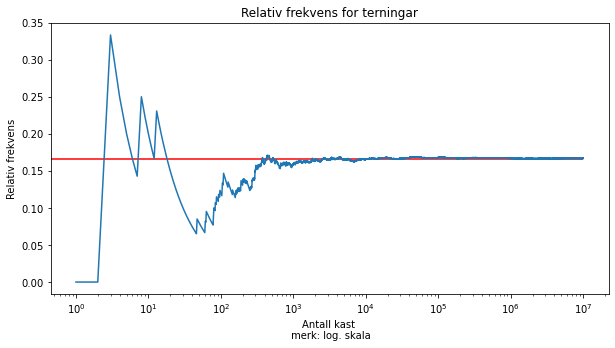 Relativ frekvens for terningar
Relativ frekvens
0.35
0.30
0.25
0.20
0.15
0.10
0.05
0.00
10⁰ 10¹ 10² 10³ 10⁴ 10⁵ 10⁶ 10⁷
Antall kast
merk: log. skala